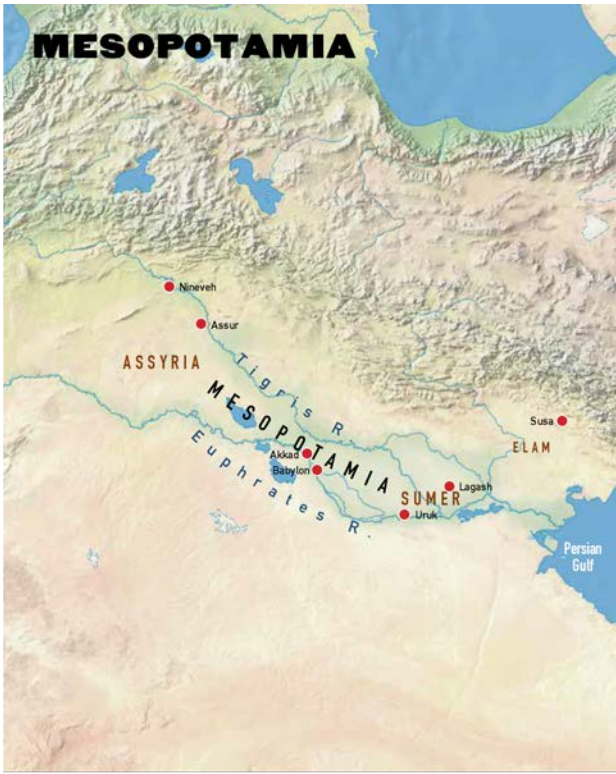 MESOPOTAMIA
Nineveh
Assur
ASSYRIA
Tigris R.
MESOPOTAMIA
Euphrates R.
Susa
ELAM
Akkad
Babylon
Lagash
SUMER
Uruk
Persian
Gulf